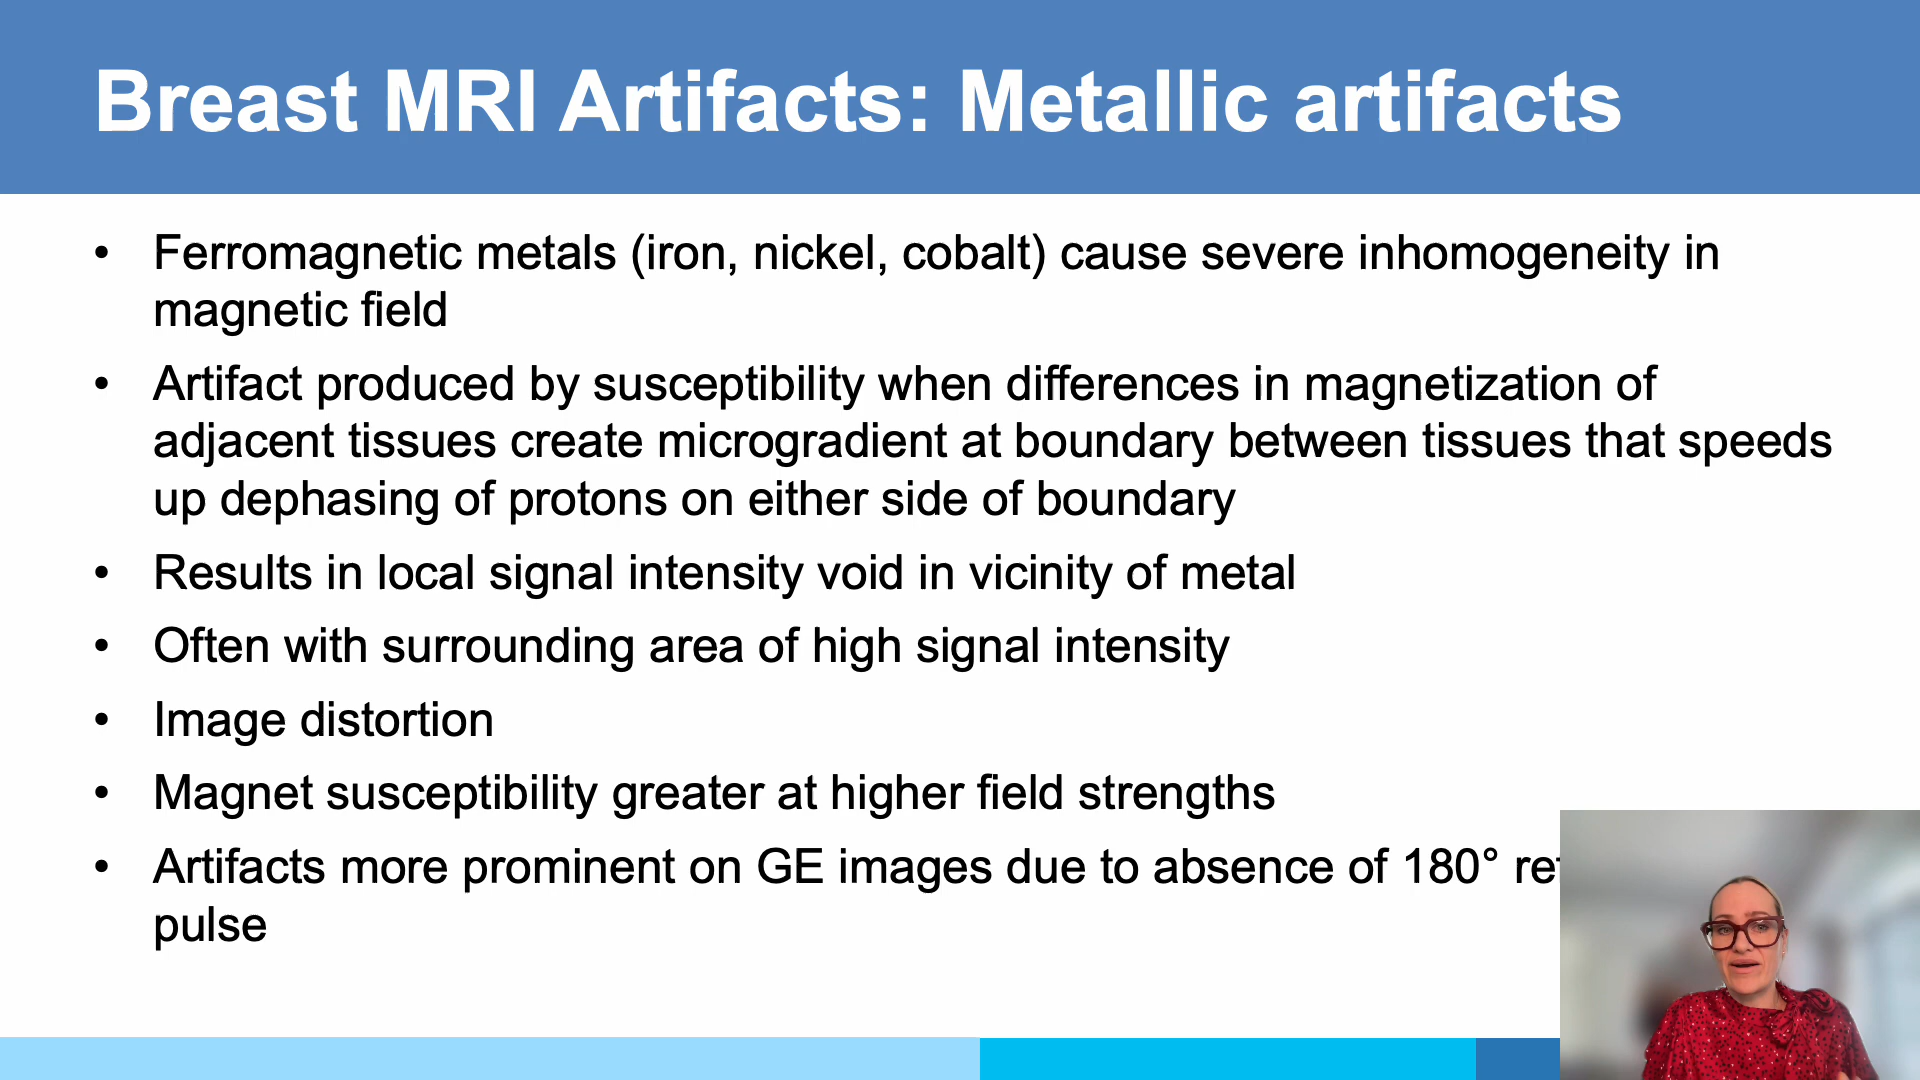 Breast MRI Artifacts: Metallic artifacts
• Ferromagnetic metals (iron, nickel, cobalt) cause severe inhomogeneity in
magnetic field
• Artifact produced by susceptibility when differences in magnetization of
adjacent tissues create microgradient at boundary between tissues that speeds
up dephasing of protons on either side of boundary
• Results in local signal intensity void in vicinity of metal
• Often with surrounding area of high signal intensity
• Image distortion
• Magnet susceptibility greater at higher field strengths
• Artifacts more prominent on GE images due to absence of 180°
pulse